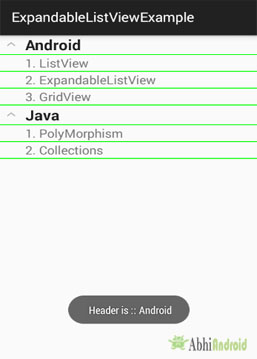 ExpandableListViewExample
Android
1. ListView
2. ExpandableListView
3. GridView
Java
1. PolyMorphism
2. Collections
Header is :: Android
AbhiAndroid